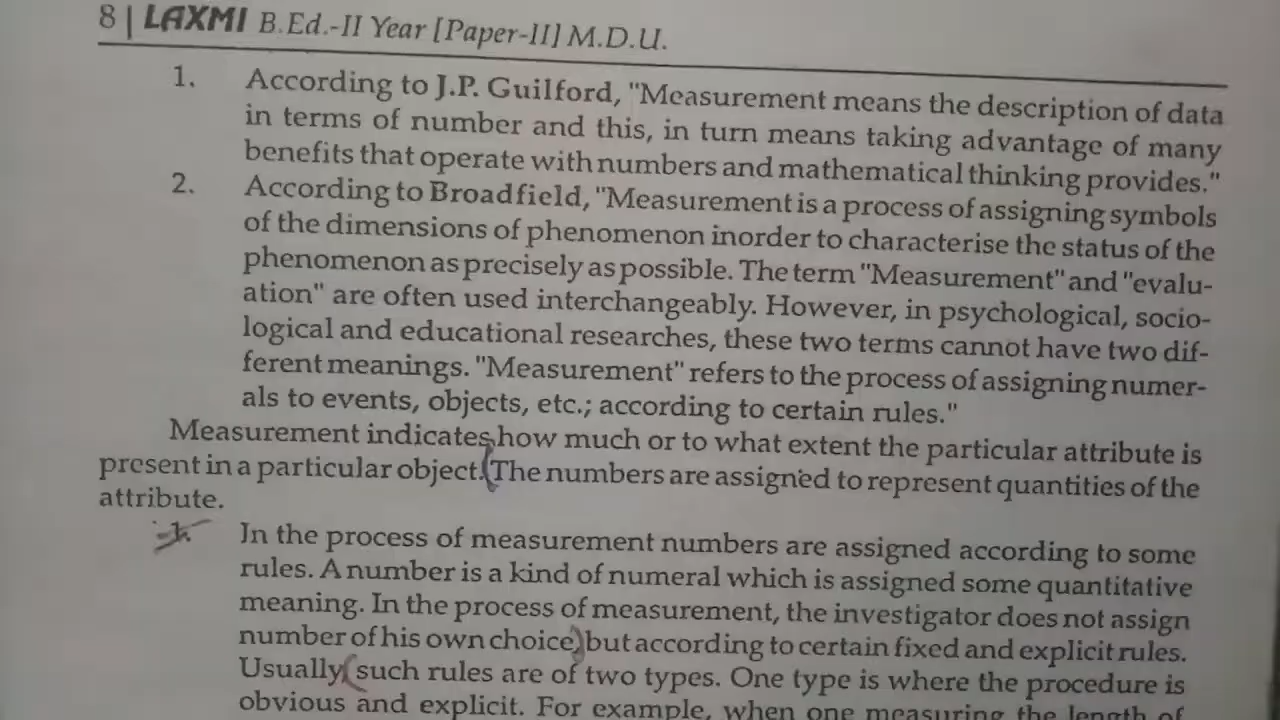 8 | LAXMI B.Ed.-II Year [Paper-II] M.D.U.
1. According to J.P. Guilford, "Measurement means the description of data
in terms of number and this, in turn means taking advantage of many
benefits that operate with numbers and mathematical thinking provides."
2. According to Broadfield, "Measurement is a process of assigning symbols
of the dimensions of phenomenon inorder to characterise the status of the
phenomenon as precisely as possible. The term "Measurement" and "evalu-
ation" are often used interchangeably. However, in psychological, socio-
logical and educational researches, these two terms cannot have two dif-
ferent meanings. "Measurement" refers to the process of assigning numer-
als to events, objects, etc.; according to certain rules."
Measurement indicates how much or to what extent the particular attribute is
present in a particular object. (The numbers are assigned to represent quantities of the
attribute.
1. In the process of measurement numbers are assigned according to some
rules. A number is a kind of numeral which is assigned some quantitative
meaning. In the process of measurement, the investigator does not assign
number of his own choice) but according to certain fixed and explicit rules.
Usually (such rules are of two types. One type is where the procedure is
obvious and explicit. For example, when one measuring the length of